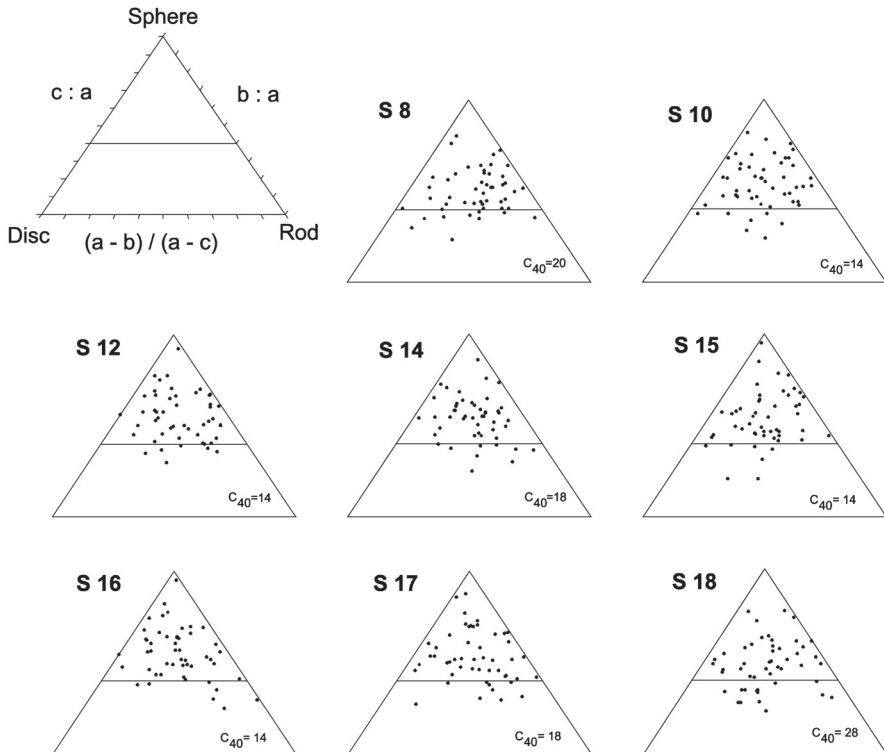 Sphere
c : a
b : a
Disc
(a - b) / (a - c)
Rod
S 8
C40=20
S 10
C40=14
S 12
C40=14
S 14
C40=18
S 15
C40= 14
S 16
C40= 14
S 17
C40= 18
S 18
C40= 28